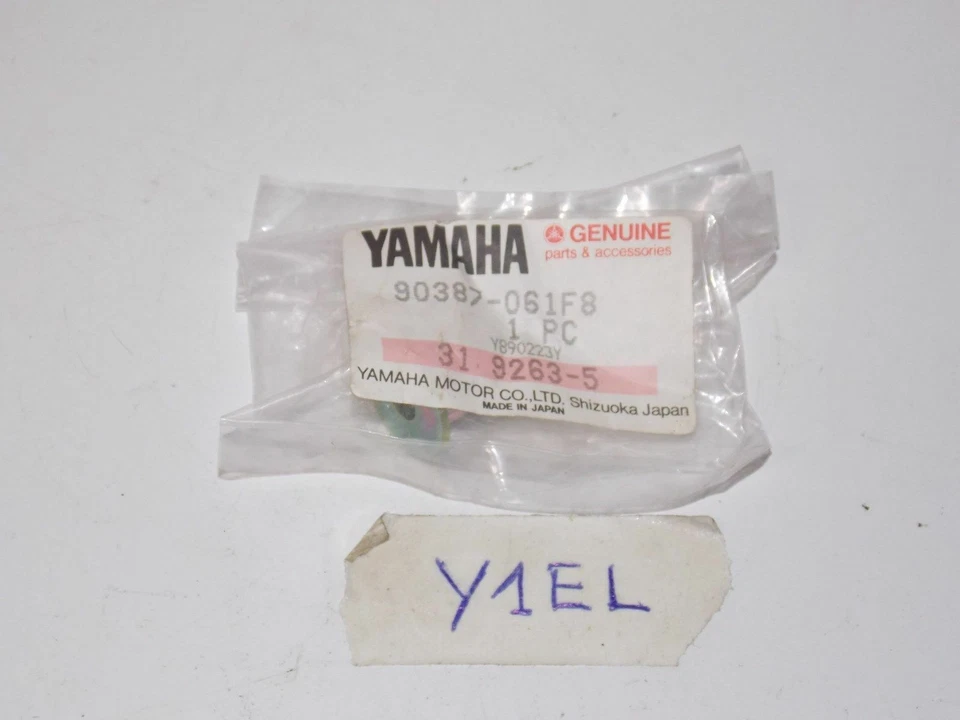 YAMAHA
GENUINE
parts & accessories
90387-061F8
1 PC
Y890223Y
31 9263-5
YAMAHA MOTOR CO.,LTD. Shizuoka Japan
MADE IN JAPAN
Y1EL